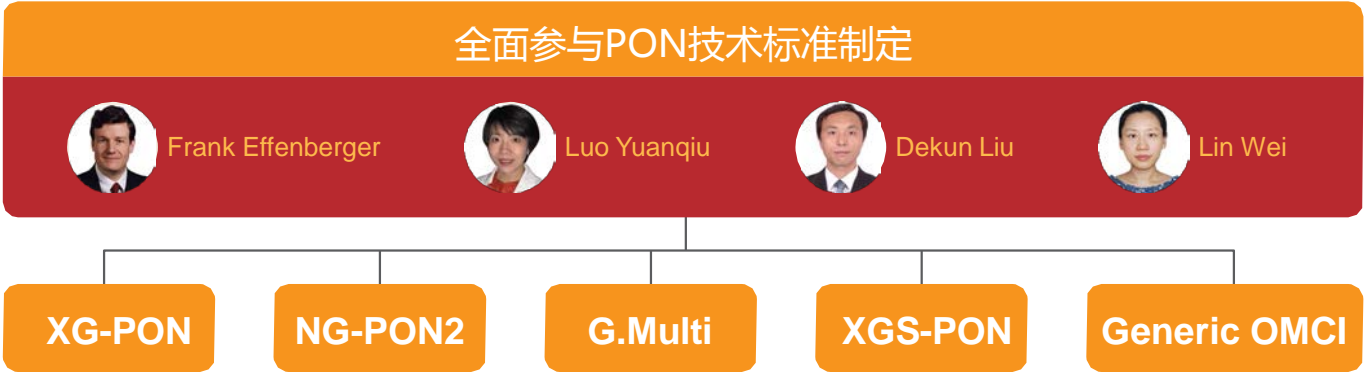 全面参与PON技术标准制定
Frank Effenberger
Luo Yuanqiu
Dekun Liu
Lin Wei
XG-PON
NG-PON2
G.Multi
XGS-PON
Generic OMCI